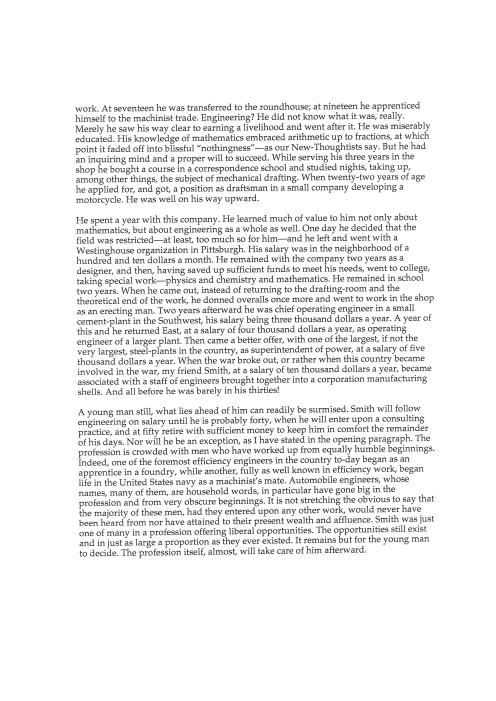 work. At seventeen he was transferred to the roundhouse; at nineteen he apprenticed
himself to the machinist trade. Engineering? He did not know what it was, really.
Merely he saw his way clear to earning a livelihood and went after it. He was miserably
educated. His knowledge of mathematics embraced arithmetic up to fractions, at which
point it faded off into blissful “nothingness”—as our New-Thoughtists say. But he had
an inquiring mind and a proper will to succeed. While serving his three years in the
shop he bought a course in a correspondence school and studied nights, taking up,
among other things, the subject of mechanical drafting. When twenty-two years of age
he applied for, and got, a position as draftsman in a small company developing a
motorcycle. He was well on his way upward.

He spent a year with this company. He learned much of value to him not only about
mathematics, but about engineering as a whole as well. One day he decided that the
field was restricted—at least, too much so for him—and he left and went with a
Westinghouse organization in Pittsburgh. His salary was in the neighborhood of a
hundred and ten dollars a month. He remained with the company two years as a
designer, and then, having saved up sufficient funds to meet his needs, went to college,
taking special work—physics and chemistry and mathematics. He remained in school
two years. When he came out, instead of returning to the drafting-room and the
theoretical end of the work, he donned overalls once more and went to work in the shop
as an erecting man. Two years afterward he was chief operating engineer in a small
cement-plant in the Southwest, his salary being three thousand dollars a year. A year of
this and he returned East, at a salary of four thousand dollars a year, as operating
engineer of a larger plant. Then came a better offer, with one of the largest, if not the
very largest, steel-plants in the country, as superintendent of power, at a salary of five
thousand dollars a year. When the war broke out, or rather when this country became
involved in the war, my friend Smith, at a salary of ten thousand dollars a year, became
associated with a staff of engineers brought together into a corporation manufacturing
shells. And all before he was barely in his thirties!

A young man still, what lies ahead of him can readily be surmised. Smith will follow
engineering on salary until he is probably forty, when he will enter upon a consulting
practice, and at fifty retire with sufficient money to keep him in comfort the remainder
of his days. Nor will he be an exception, as I have stated in the opening paragraph. The
profession is crowded with men who have worked up from equally humble beginnings.
Indeed, one of the foremost efficiency engineers in the country to-day began as an
apprentice in a foundry, while another, fully as well known in efficiency work, began
life in the United States navy as a machinist's mate. Automobile engineers, whose
names, many of them, are household words, in particular have gone big in the
profession and from very obscure beginnings. It is not stretching the obvious to say that
the majority of these men, had they entered upon any other work, would never have
been heard from nor have attained to their present wealth and affluence. Smith was just
one of many in a profession offering liberal opportunities. The opportunities still exist
and in just as large a proportion as they ever existed. It remains but for the young man
to decide. The profession itself, almost, will take care of him afterward.